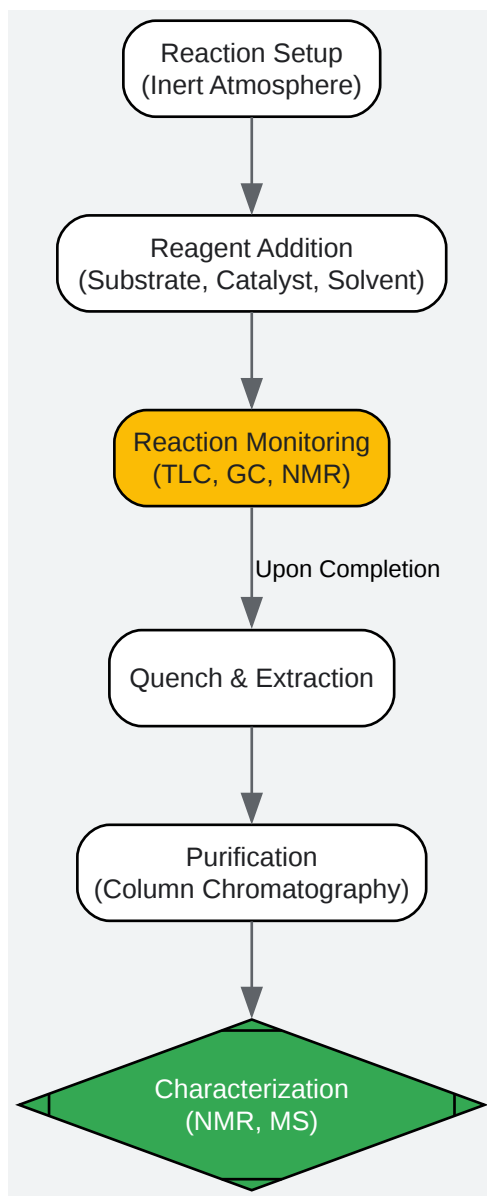 Reaction Setup
(Inert Atmosphere)
Reagent Addition
(Substrate, Catalyst, Solvent)
Reaction Monitoring
(TLC, GC, NMR)
Upon Completion
Quench & Extraction
Purification
(Column Chromatography)
Characterization
(NMR, MS)